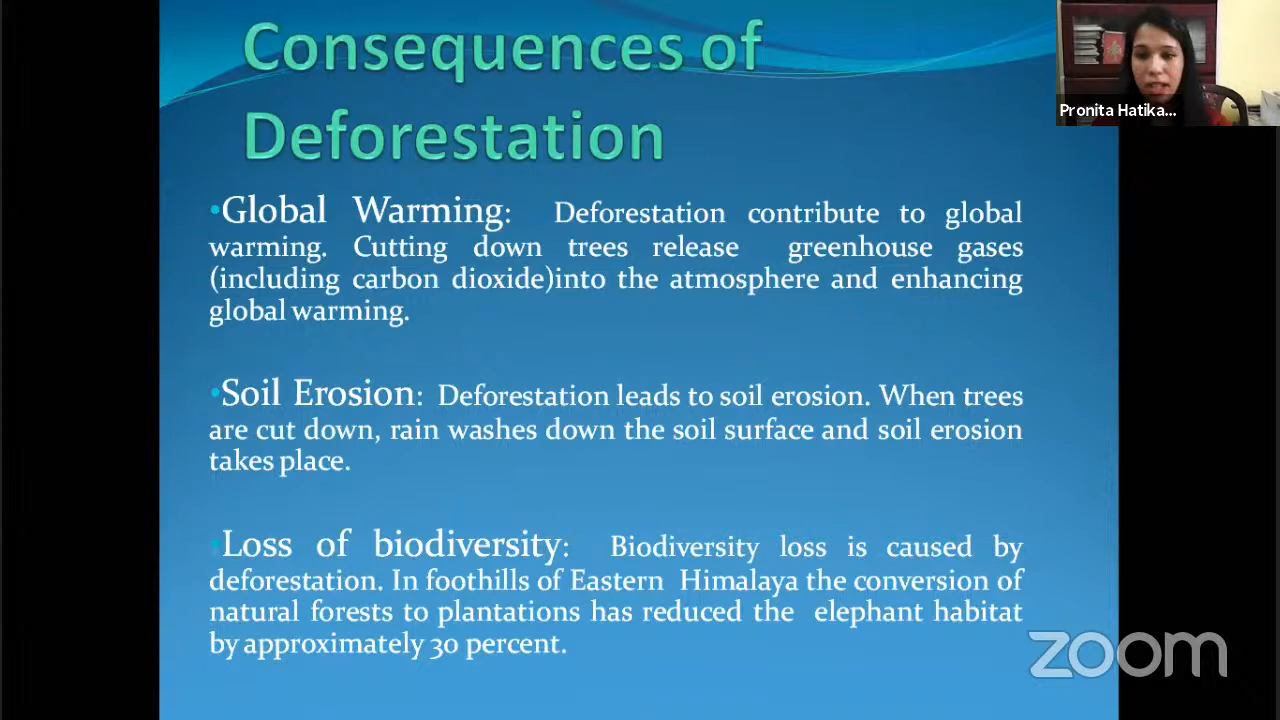 Consequences of
Deforestation
Pronita Hatika...
•Global Warming: Deforestation contribute to global
warming. Cutting down trees release greenhouse gases
(including carbon dioxide)into the atmosphere and enhancing
global warming.
•Soil Erosion: Deforestation leads to soil erosion. When trees
are cut down, rain washes down the soil surface and soil erosion
takes place.
•Loss of biodiversity: Biodiversity loss is caused by
deforestation. In foothills of Eastern Himalaya the conversion of
natural forests to plantations has reduced the elephant habitat
by approximately 30 percent.
zoom